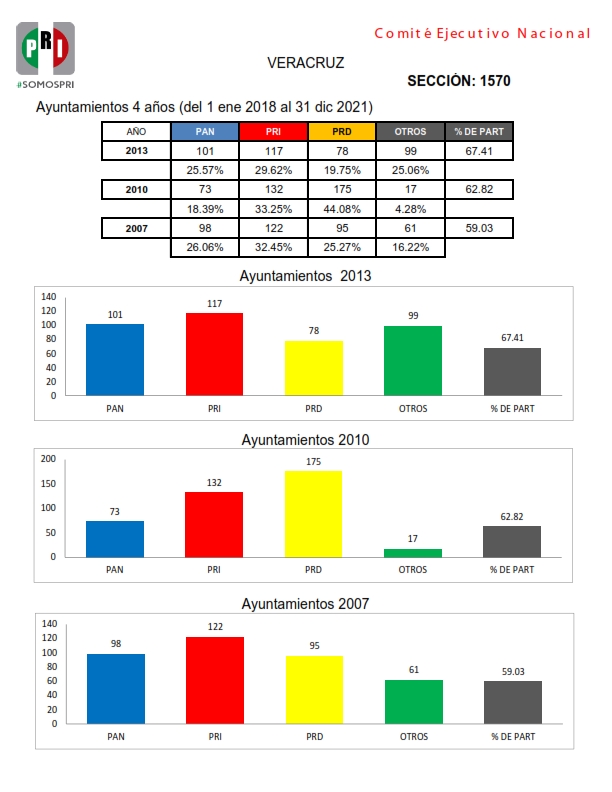 Comité Ejecutivo Nacional
PRI
#SOMOSPRI
VERACRUZ
SECCIÓN: 1570
Ayuntamientos 4 años (del 1 ene 2018 al 31 dic 2021)
AÑO PAN PRI PRD OTROS % DE PART
2013 101 117 78 99 67.41
25.57% 29.62% 19.75% 25.06%
2010 73 132 175 17 62.82
18.39% 33.25% 44.08% 4.28%
2007 98 122 95 61 59.03
26.06% 32.45% 25.27% 16.22%
Ayuntamientos 2013
140
120
100
80
60
40
20
0
101 117 78 99 67.41
PAN PRI PRD OTROS % DE PART
Ayuntamientos 2010
200
150
100
50
0
73 132 175 17 62.82
PAN PRI PRD OTROS % DE PART
Ayuntamientos 2007
140
120
100
80
60
40
20
0
98 122 95 61 59.03
PAN PRI PRD OTROS % DE PART